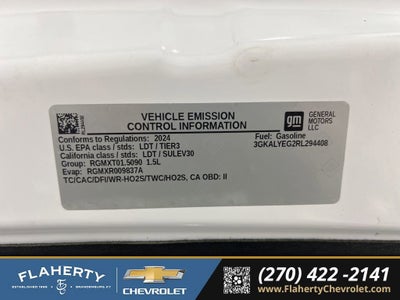 VEHICLE EMISSION
CONTROL INFORMATION
gm
GENERAL
MOTORS
LLC
Conforms to Regulations: 2024
U.S. EPA class / stds: LDT / TIER3
California class / stds: LDT / SULEV30
Group: RGMXT01.5090 1.5L
Evap: RGMXR009837A
TC/CAC/DFI/WR-HO2S/TWC/HO2S, CA OBD: II
Fuel: Gasoline
3GKALYEG2RL294408
FLAHERTY
CHEVROLET
(270) 422-2141
www.FlahertyChevrolet.com